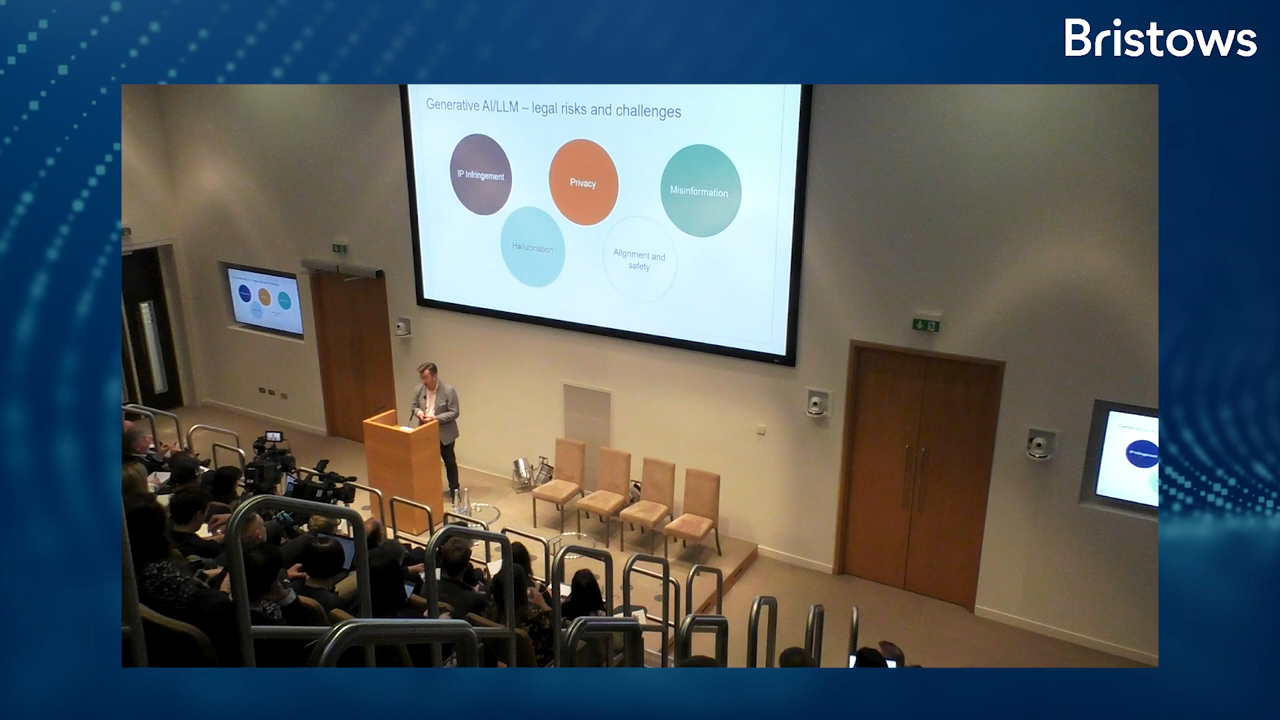 Bristows
Generative AI/LLM – legal risks and challenges
IP Infringement
Privacy
Misinformation
Hallucination
Alignment and
safety